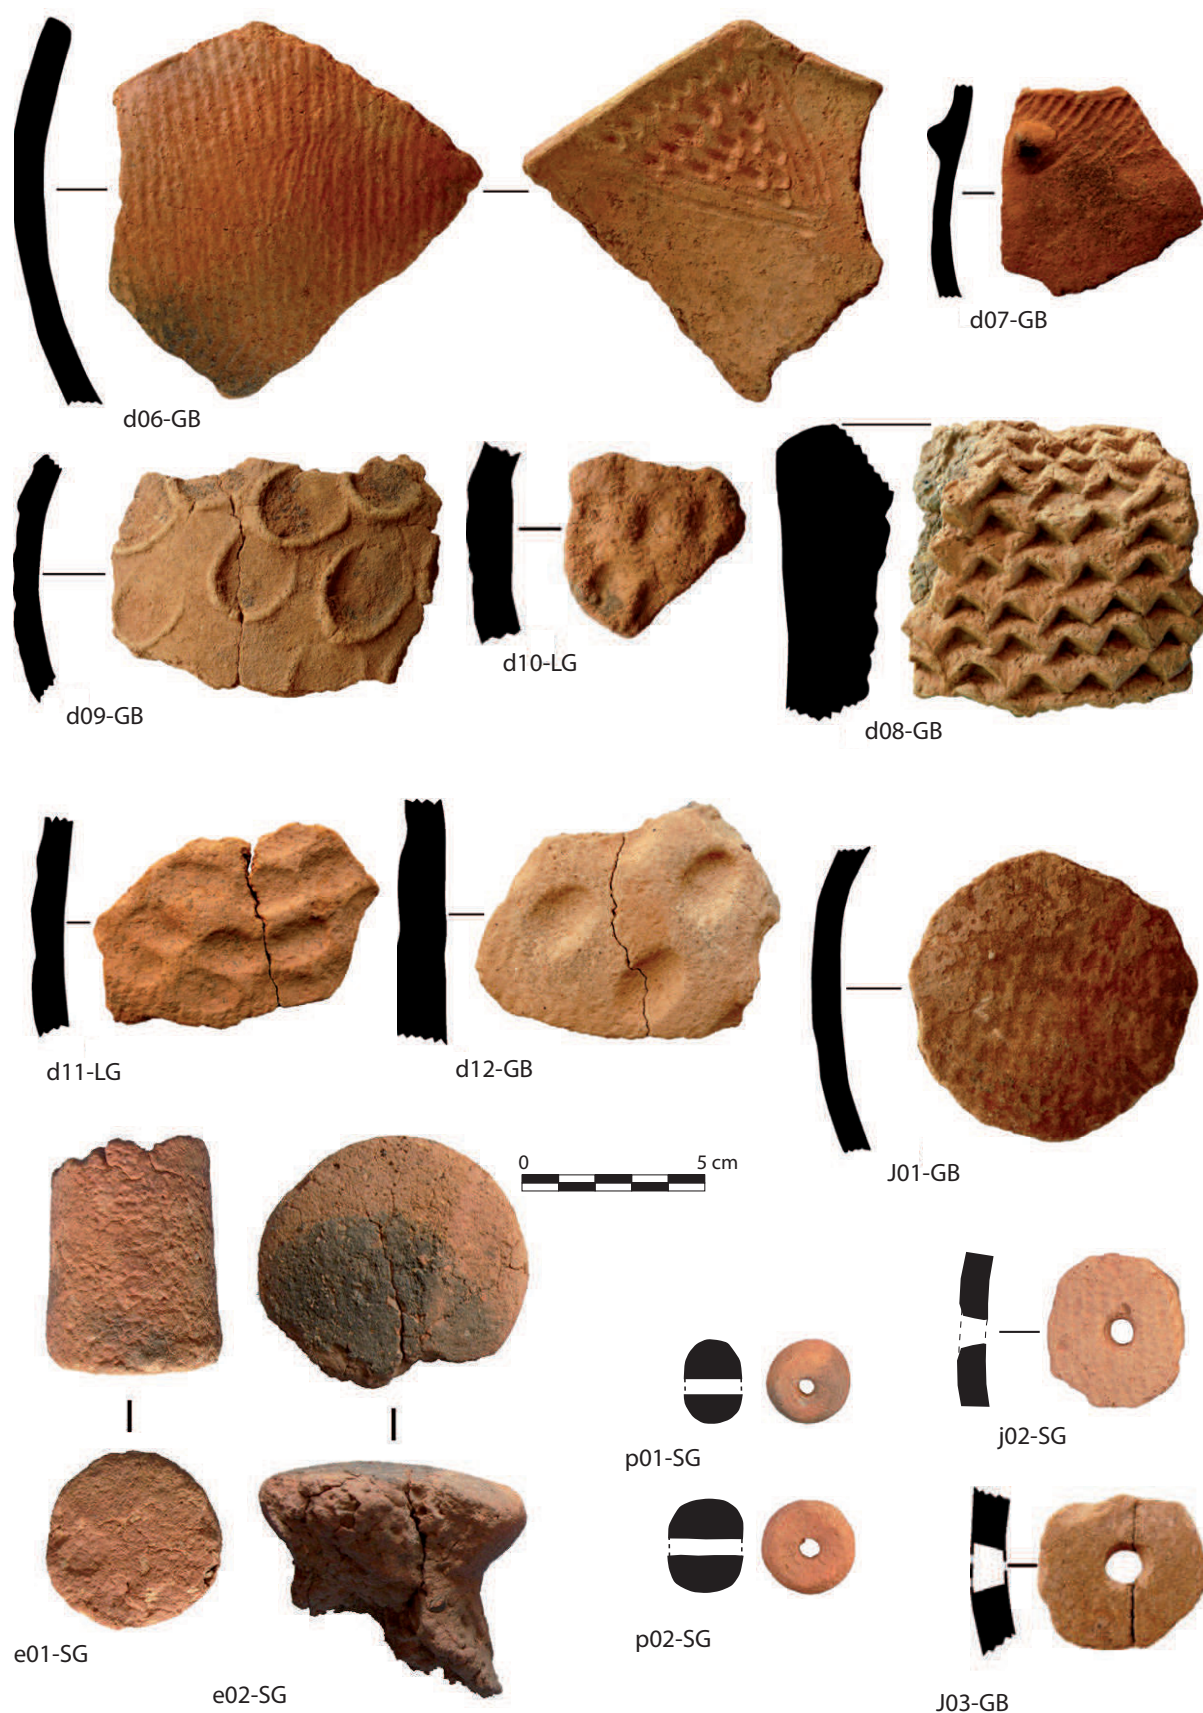 d06-GB
d07-GB
d09-GB
d10-LG
d08-GB
d11-LG
d12-GB
J01-GB
0 5 cm
p01-SG
j02-SG
e01-SG
e02-SG
p02-SG
J03-GB